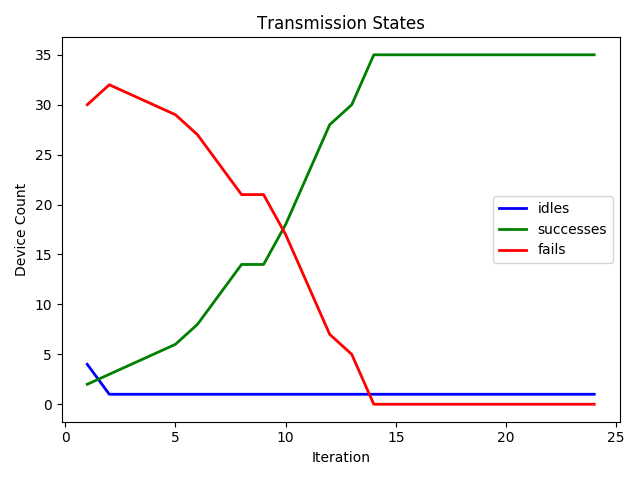 Transmission States
35
30
25
20
15
10
5
0
Device Count
idles
successes
fails
0 5 10 15 20 25
Iteration